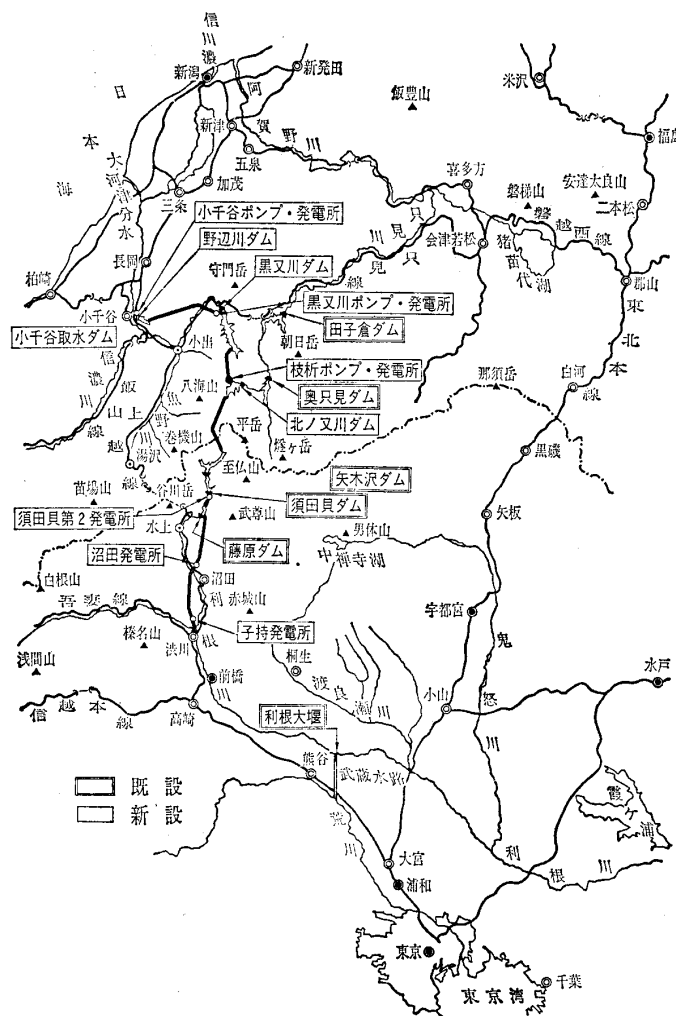 信濃川
新潟
新発田
阿賀野川
飯豊山
米沢
福島
日本海
大河津分水
新津
五泉
加茂
三条
喜多方
磐梯山
安達太良山
二本松
小千谷ポンプ・発電所
野辺川ダム
黒又川ダム
只見川
只見線
会津若松
猪苗代湖
磐越西線
郡山
東北本線
長岡
守門岳
黒又川ポンプ・発電所
柏崎
小千谷
田子倉ダム
小千谷取水ダム
小出
朝日岳
枝折ポンプ・発電所
信濃川
飯山線
上越線
魚野川
八海山
奥只見ダム
北ノ又川ダム
那須岳
白河
巻機山
平岳
燧ヶ岳
湯沢
至仏山
矢木沢ダム
黒磯
苗場山
谷川岳
須田貝ダム
須田貝第2発電所
武尊山
矢板
水上
藤原ダム
男体山
中禅寺湖
沼田発電所
白根山
沼田
吾妻線
利根川
赤城山
宇都宮
鬼怒川
子持発電所
榛名山
渋川
浅間山
桐生
渡良瀬川
水戸
前橋
小山
信越本線
高崎
利根大堰
熊谷
武蔵水路
既設
新設
荒川
霞ヶ浦
大宮
利根川
浦和
東京
東京湾
千葉